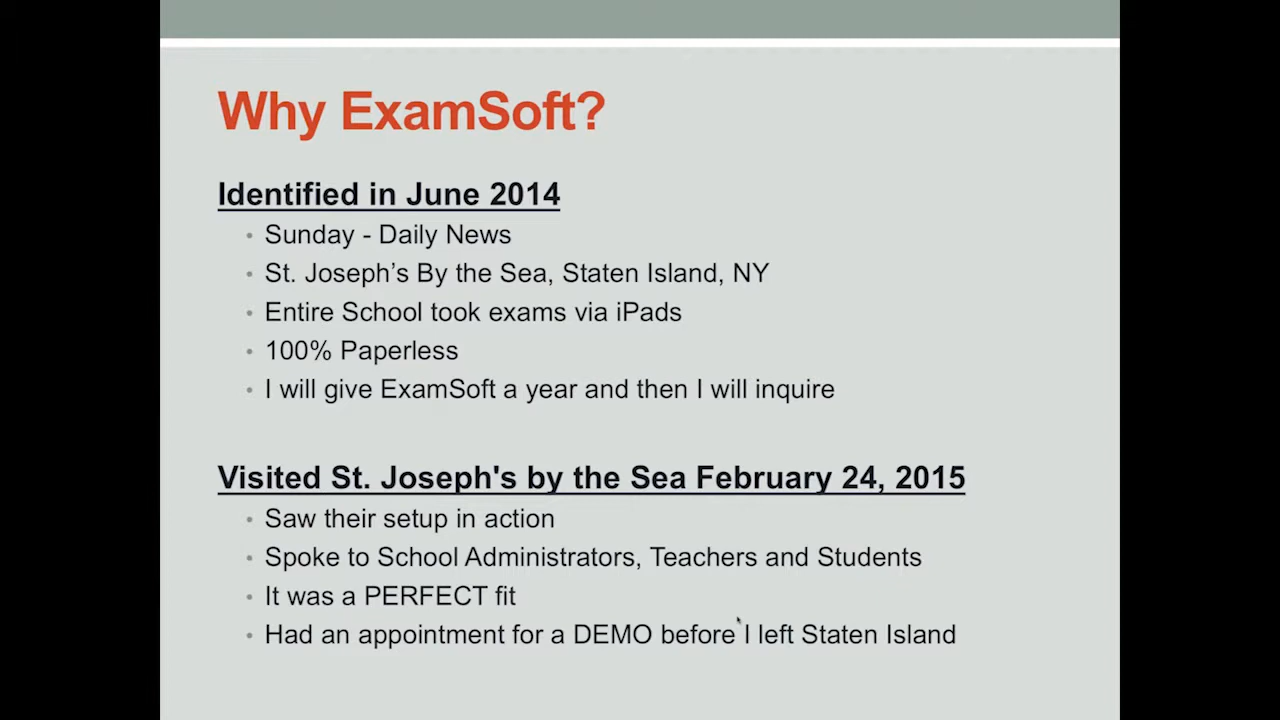 Why ExamSoft?
Identified in June 2014
• Sunday - Daily News
• St. Joseph’s By the Sea, Staten Island, NY
• Entire School took exams via iPads
• 100% Paperless
• I will give ExamSoft a year and then I will inquire
Visited St. Joseph's by the Sea February 24, 2015
• Saw their setup in action
• Spoke to School Administrators, Teachers and Students
• It was a PERFECT fit
• Had an appointment for a DEMO before I left Staten Island